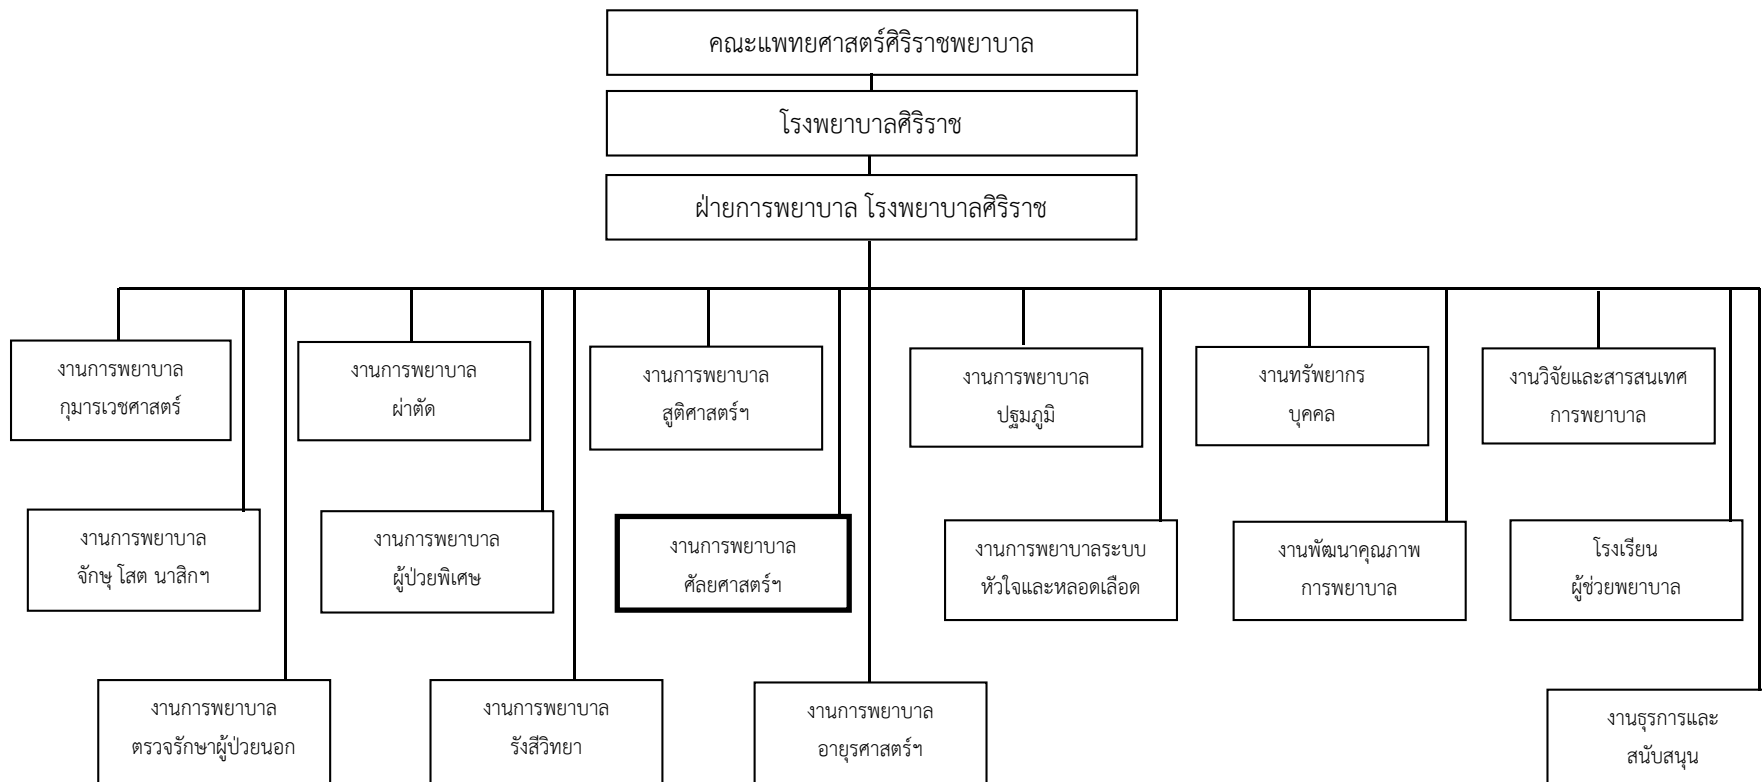 คณะแพทยศาสตร์ศิริราชพยาบาล
โรงพยาบาลศิริราช
ฝ่ายการพยาบาล โรงพยาบาลศิริราช
งานการพยาบาล
กุมารเวชศาสตร์
งานการพยาบาล
ผ่าตัด
งานการพยาบาล
สูติศาสตร์ฯ
งานการพยาบาล
ปฐมภูมิ
งานทรัพยากร
บุคคล
งานวิจัยและสารสนเทศ
การพยาบาล
งานการพยาบาล
จักษุ โสต นาสิกฯ
งานการพยาบาล
ผู้ป่วยพิเศษ
งานการพยาบาล
ศัลยศาสตร์ฯ
งานการพยาบาลระบบ
หัวใจและหลอดเลือด
งานพัฒนาคุณภาพ
การพยาบาล
โรงเรียน
ผู้ช่วยพยาบาล
งานการพยาบาล
ตรวจรักษาผู้ป่วยนอก
งานการพยาบาล
รังสีวิทยา
งานการพยาบาล
อายุรศาสตร์ฯ
งานธุรการและ
สนับสนุน